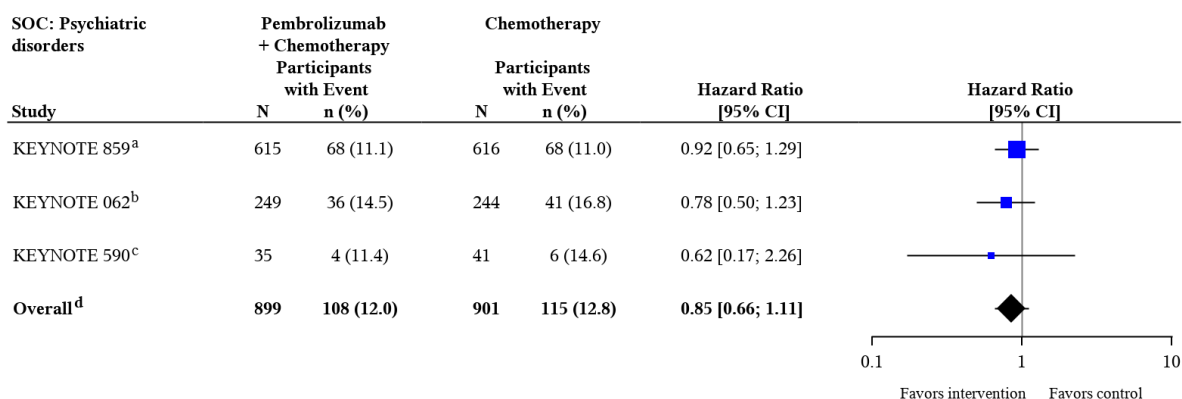 SOC: Psychiatric Pembrolizumab Chemotherapy
disorders + Chemotherapy
Participants Participants
with Event with Event Hazard Ratio Hazard Ratio
Study N n (%) N n (%) [95% CI] [95% CI]
KEYNOTE 859a 615 68 (11.1) 616 68 (11.0) 0.92 [0.65; 1.29]
KEYNOTE 062b 249 36 (14.5) 244 41 (16.8) 0.78 [0.50; 1.23]
KEYNOTE 590c 35 4 (11.4) 41 6 (14.6) 0.62 [0.17; 2.26]
Overalld 899 108 (12.0) 901 115 (12.8) 0.85 [0.66; 1.11]
0.1 1 10
Favors intervention Favors control